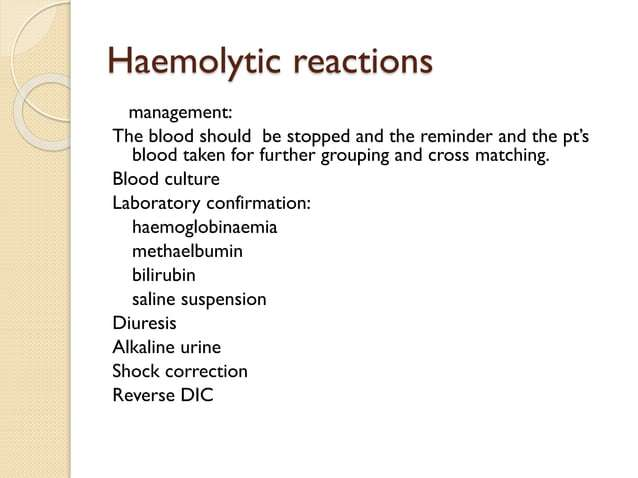 Haemolytic reactions
management:
The blood should be stopped and the reminder and the pt's
blood taken for further grouping and cross matching.
Blood culture
Laboratory confirmation:
haemoglobinaemia
methaelbumin
bilirubin
saline suspension
Diuresis
Alkaline urine
Shock correction
Reverse DIC